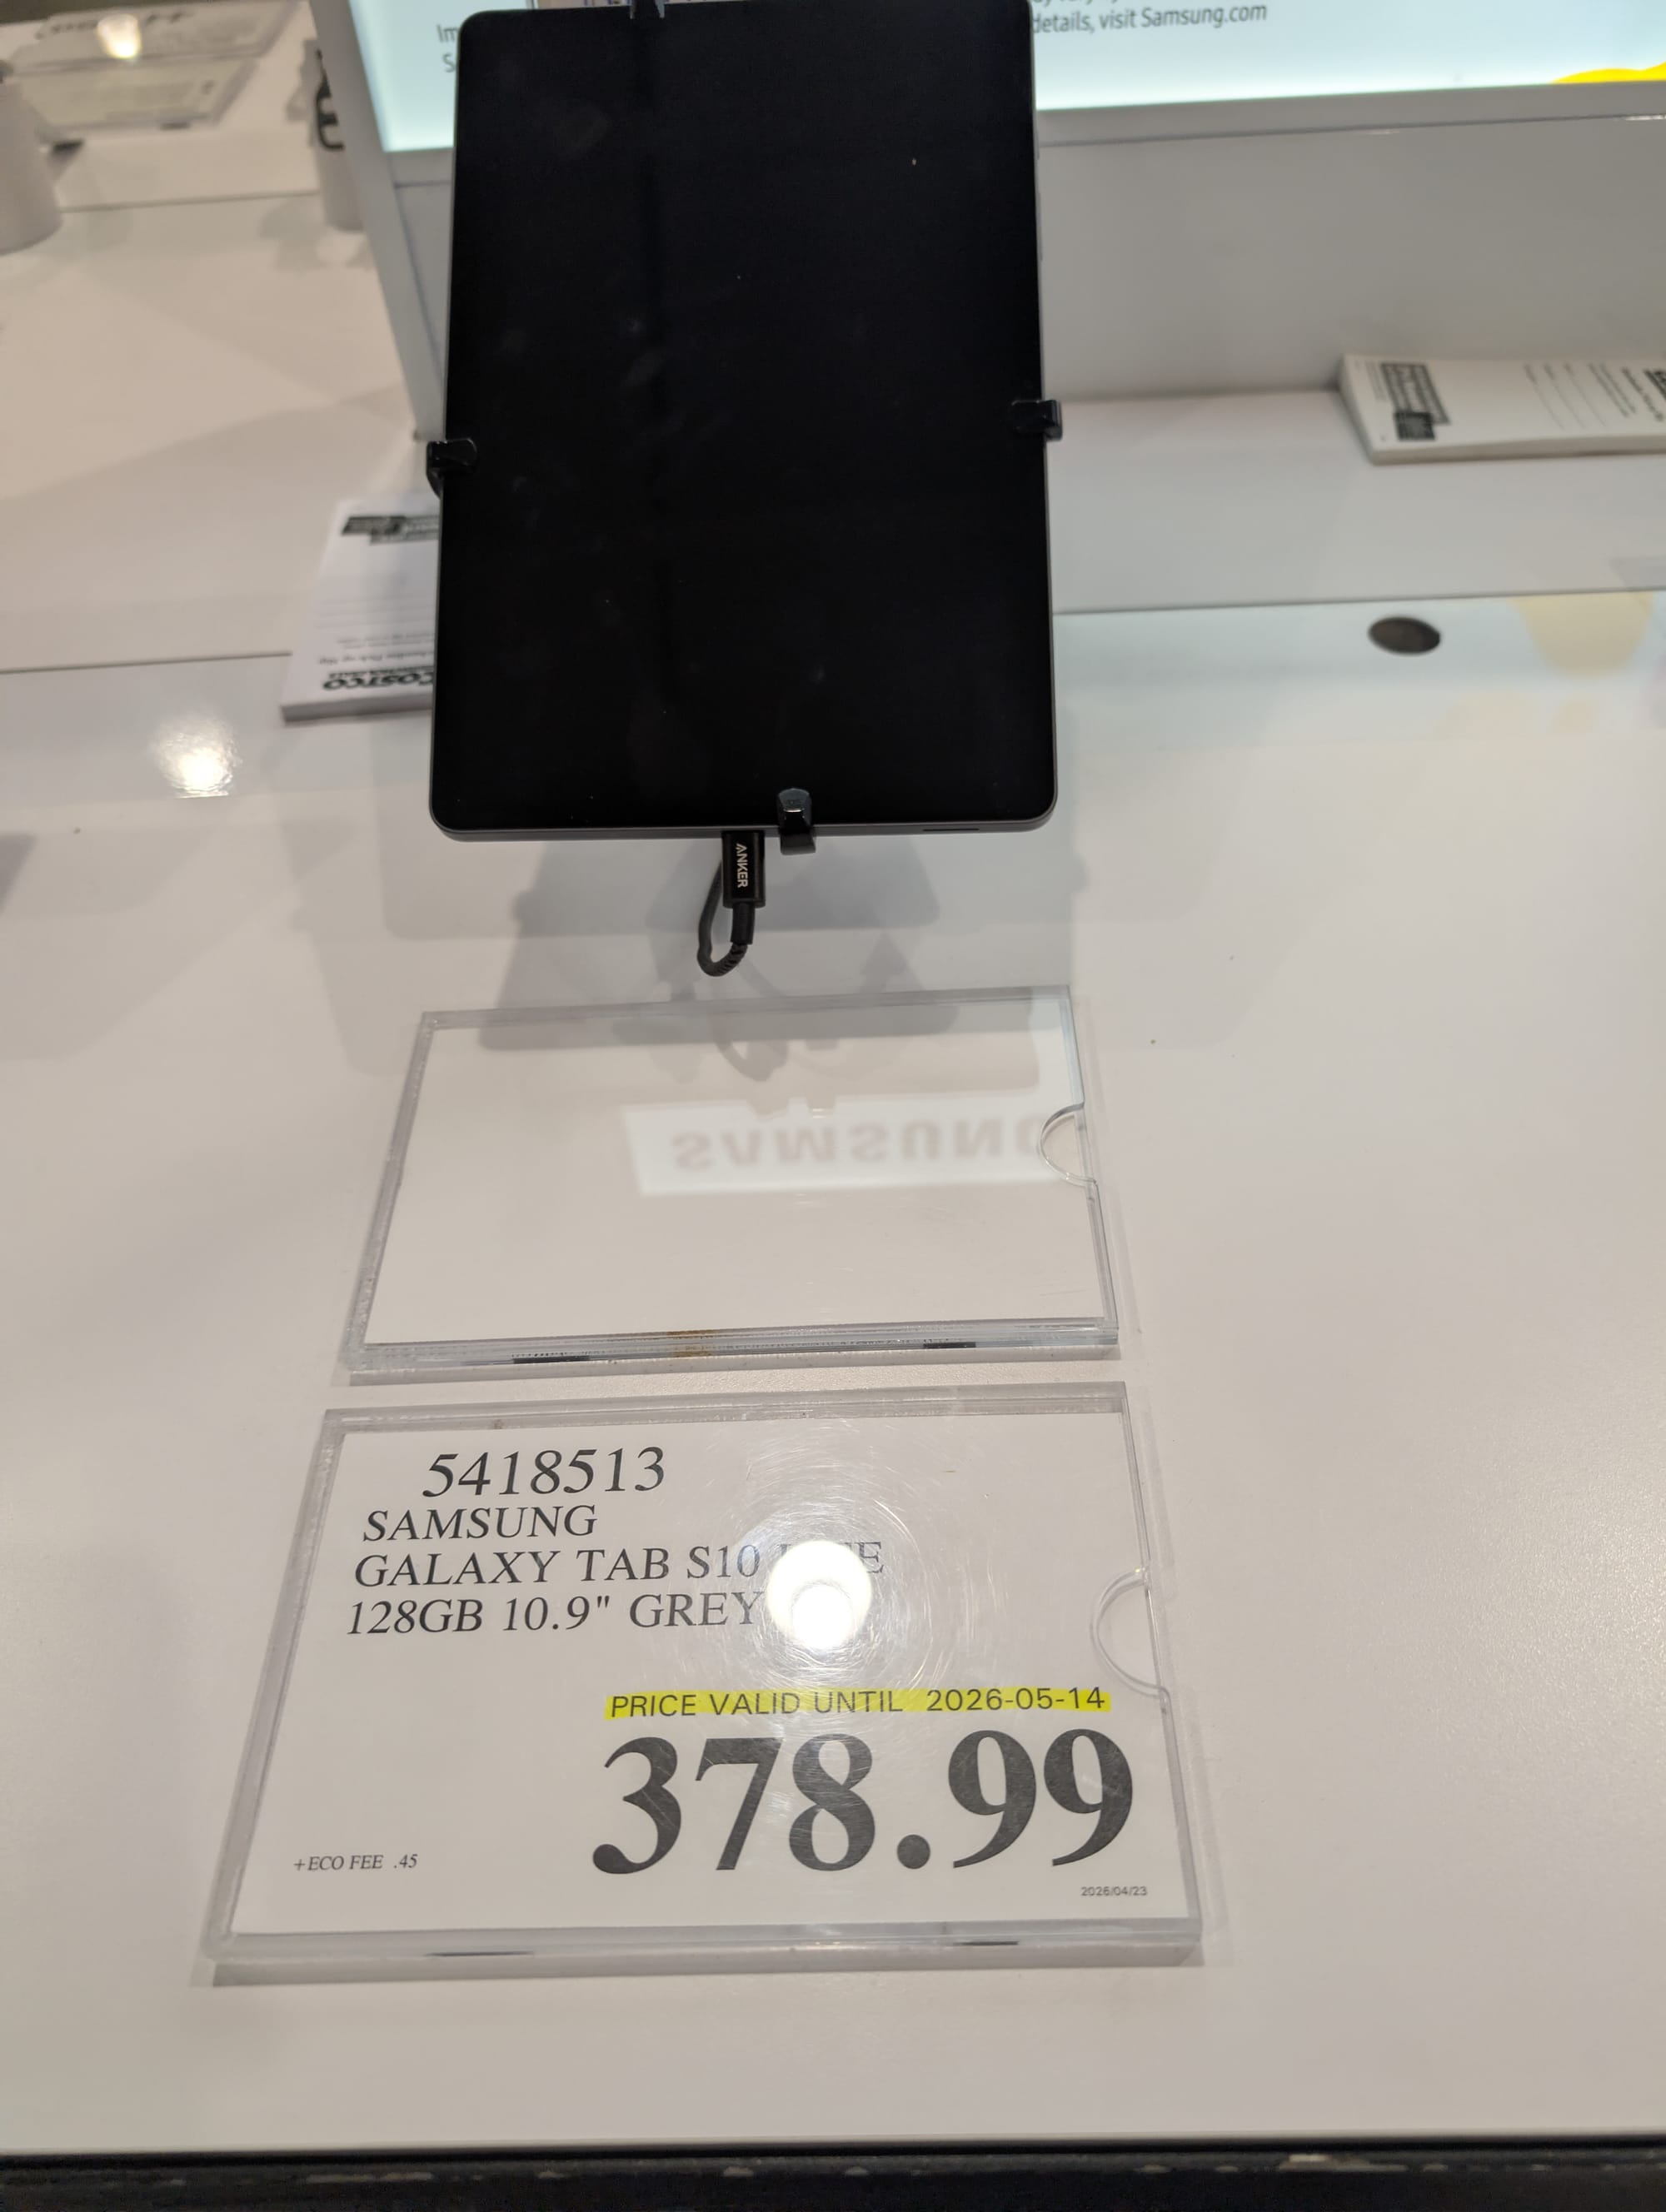 details, visit Samsung.com
COSTCO
ANKER
SAMSUNG
5418513
SAMSUNG
GALAXY TAB S10
128GB 10.9" GREY
PRICE VALID UNTIL 2026-05-14
378.99
+ECO FEE .45
2026/04/23